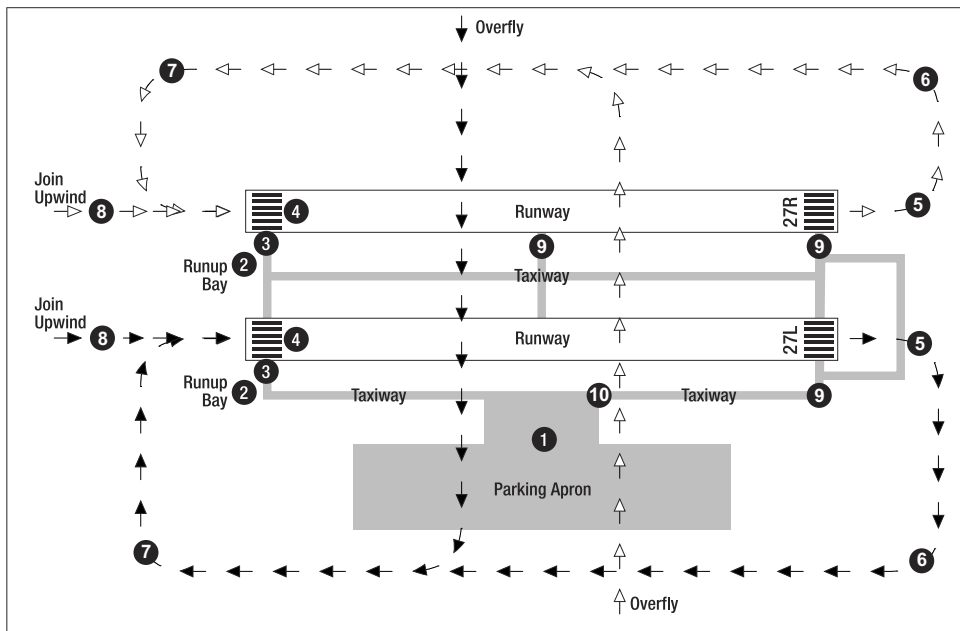 Overfly
7
6
Join
Upwind
8
4
Runway
27R
5
3
9
9
2
Runup
Bay
Taxiway
Join
Upwind
8
4
Runway
27L
5
3
2
Runup
Bay
Taxiway
10
Taxiway
9
1
Parking Apron
7
6
Overfly